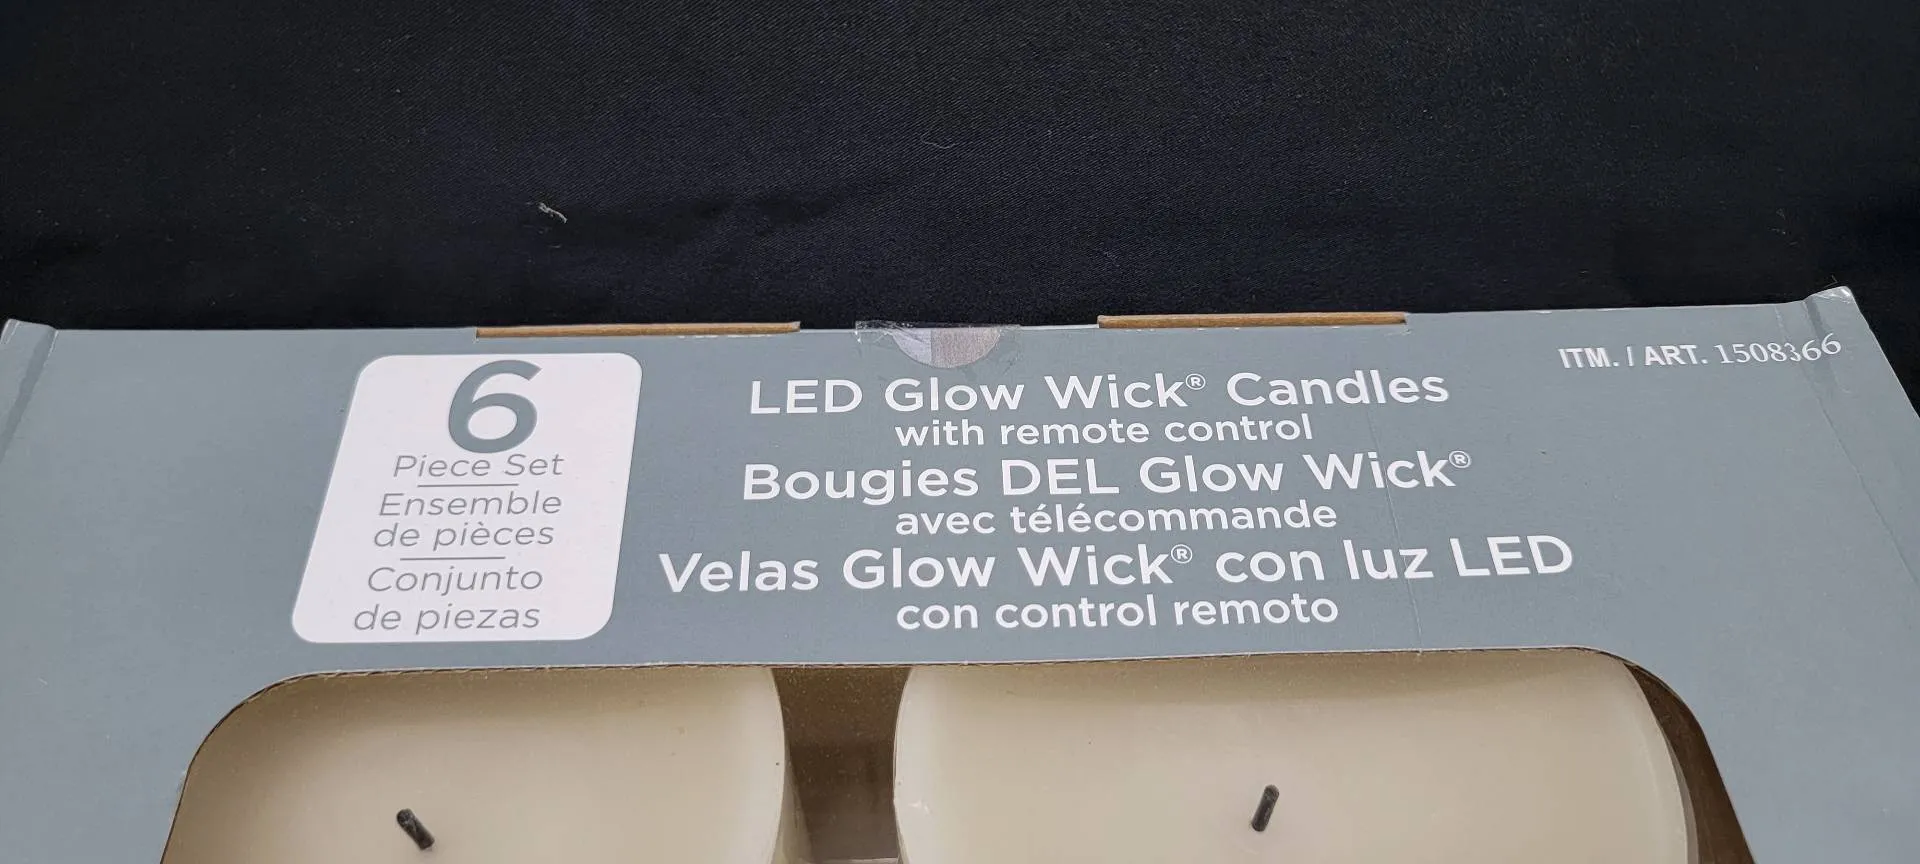 ITM. / ART. 1508366
6
Piece Set
Ensemble
de pièces
Conjunto
de piezas
LED Glow Wick® Candles
with remote control
Bougies DEL Glow Wick®
avec télécommande
Velas Glow Wick® con luz LED
con control remoto